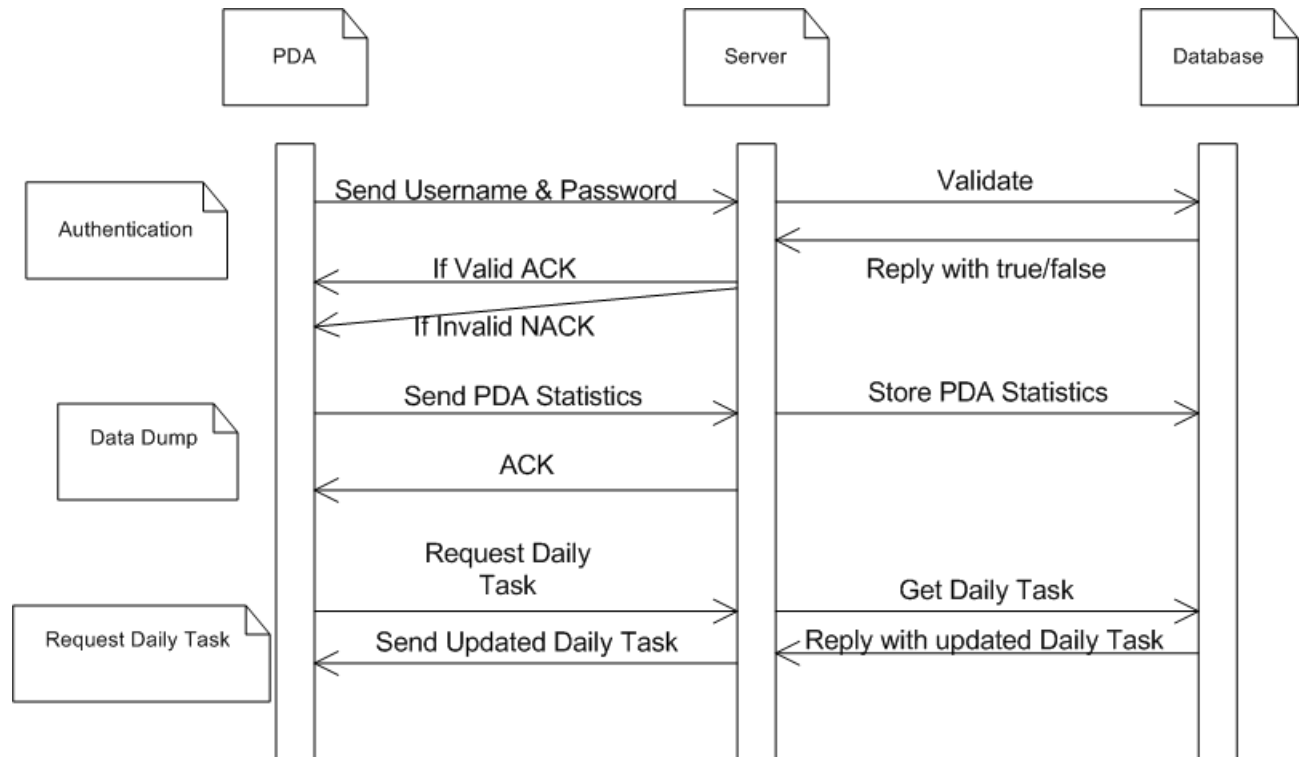 PDA
Server
Database
Authentication
Send Username & Password
Validate
Reply with true/false
If Valid ACK
If Invalid NACK
Data Dump
Send PDA Statistics
Store PDA Statistics
ACK
Request Daily Task
Request Daily
Task
Get Daily Task
Reply with updated Daily Task
Send Updated Daily Task